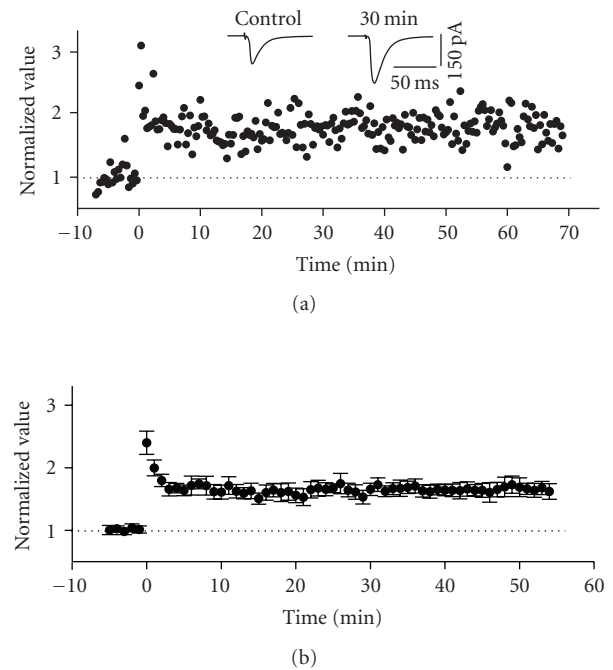 Control
30 min
150 pA
50 ms
3
2
1
Normalized value
−10 0 10 20 30 40 50 60 70
Time (min)
(a)
3
2
1
Normalized value
−10 0 10 20 30 40 50 60
Time (min)
(b)